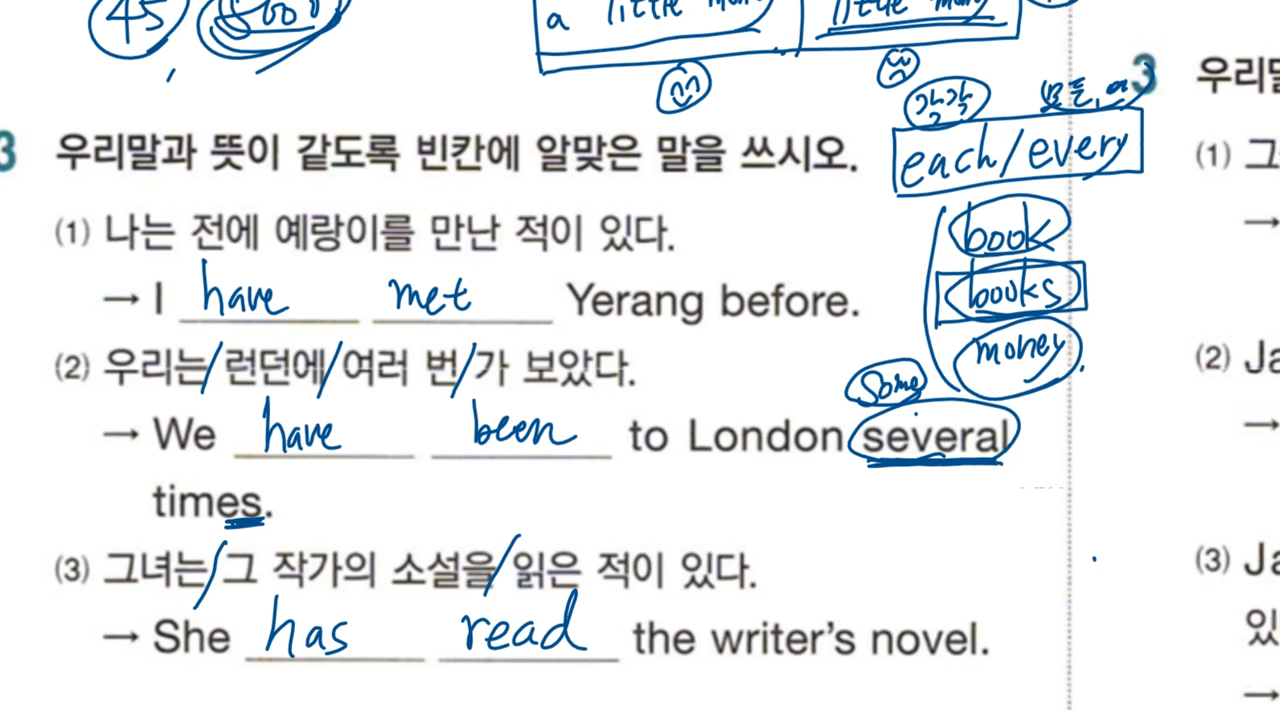 45
a little
little
3 우리말과 뜻이 같도록 빈칸에 알맞은 말을 쓰시오.
(1) 나는 전에 예랑이를 만난 적이 있다.
→ I have met Yerang before.
(2) 우리는/런던에/여러 번/가 보았다.
→ We have been to London several
times.
(3) 그녀는/그 작가의 소설을/읽은 적이 있다.
→ She has read the writer's novel.
각각
모든,
each/every
book
books
money
Some
3
(1) 그
→
(2) Ja
→
(3) Ja
있
→